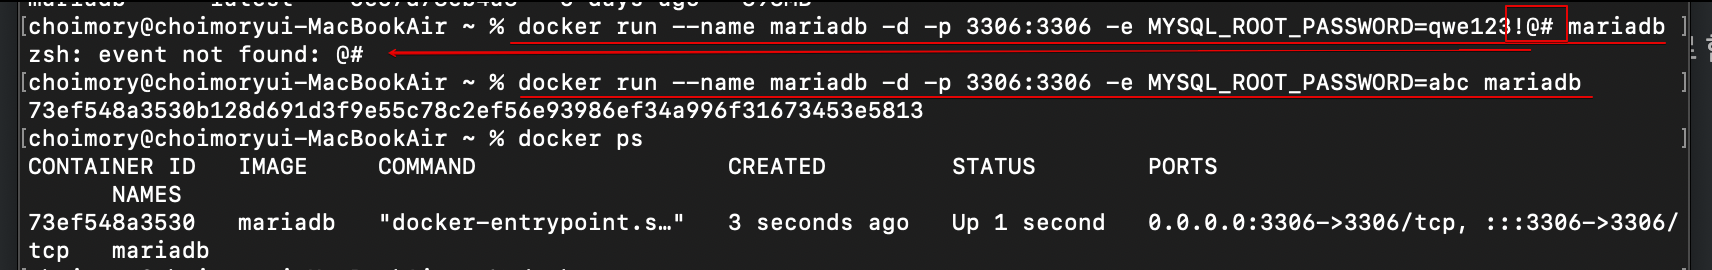 [choimory@choimoryui-MacBookAir ~ % docker run --name mariadb -d -p 3306:3306 -e MYSQL_ROOT_PASSWORD=qwe123!@# mariadb ]
zsh: event not found: @#
[choimory@choimoryui-MacBookAir ~ % docker run --name mariadb -d -p 3306:3306 -e MYSQL_ROOT_PASSWORD=abc mariadb ]
73ef548a3530b128d691d3f9e55c78c2ef56e93986ef34a996f31673453e5813
[choimory@choimoryui-MacBookAir ~ % docker ps ]
CONTAINER ID   IMAGE     COMMAND                  CREATED         STATUS        PORTS
      NAMES
73ef548a3530   mariadb   "docker-entrypoint.s…"   3 seconds ago   Up 1 second   0.0.0.0:3306->3306/tcp, :::3306->3306/
tcp   mariadb